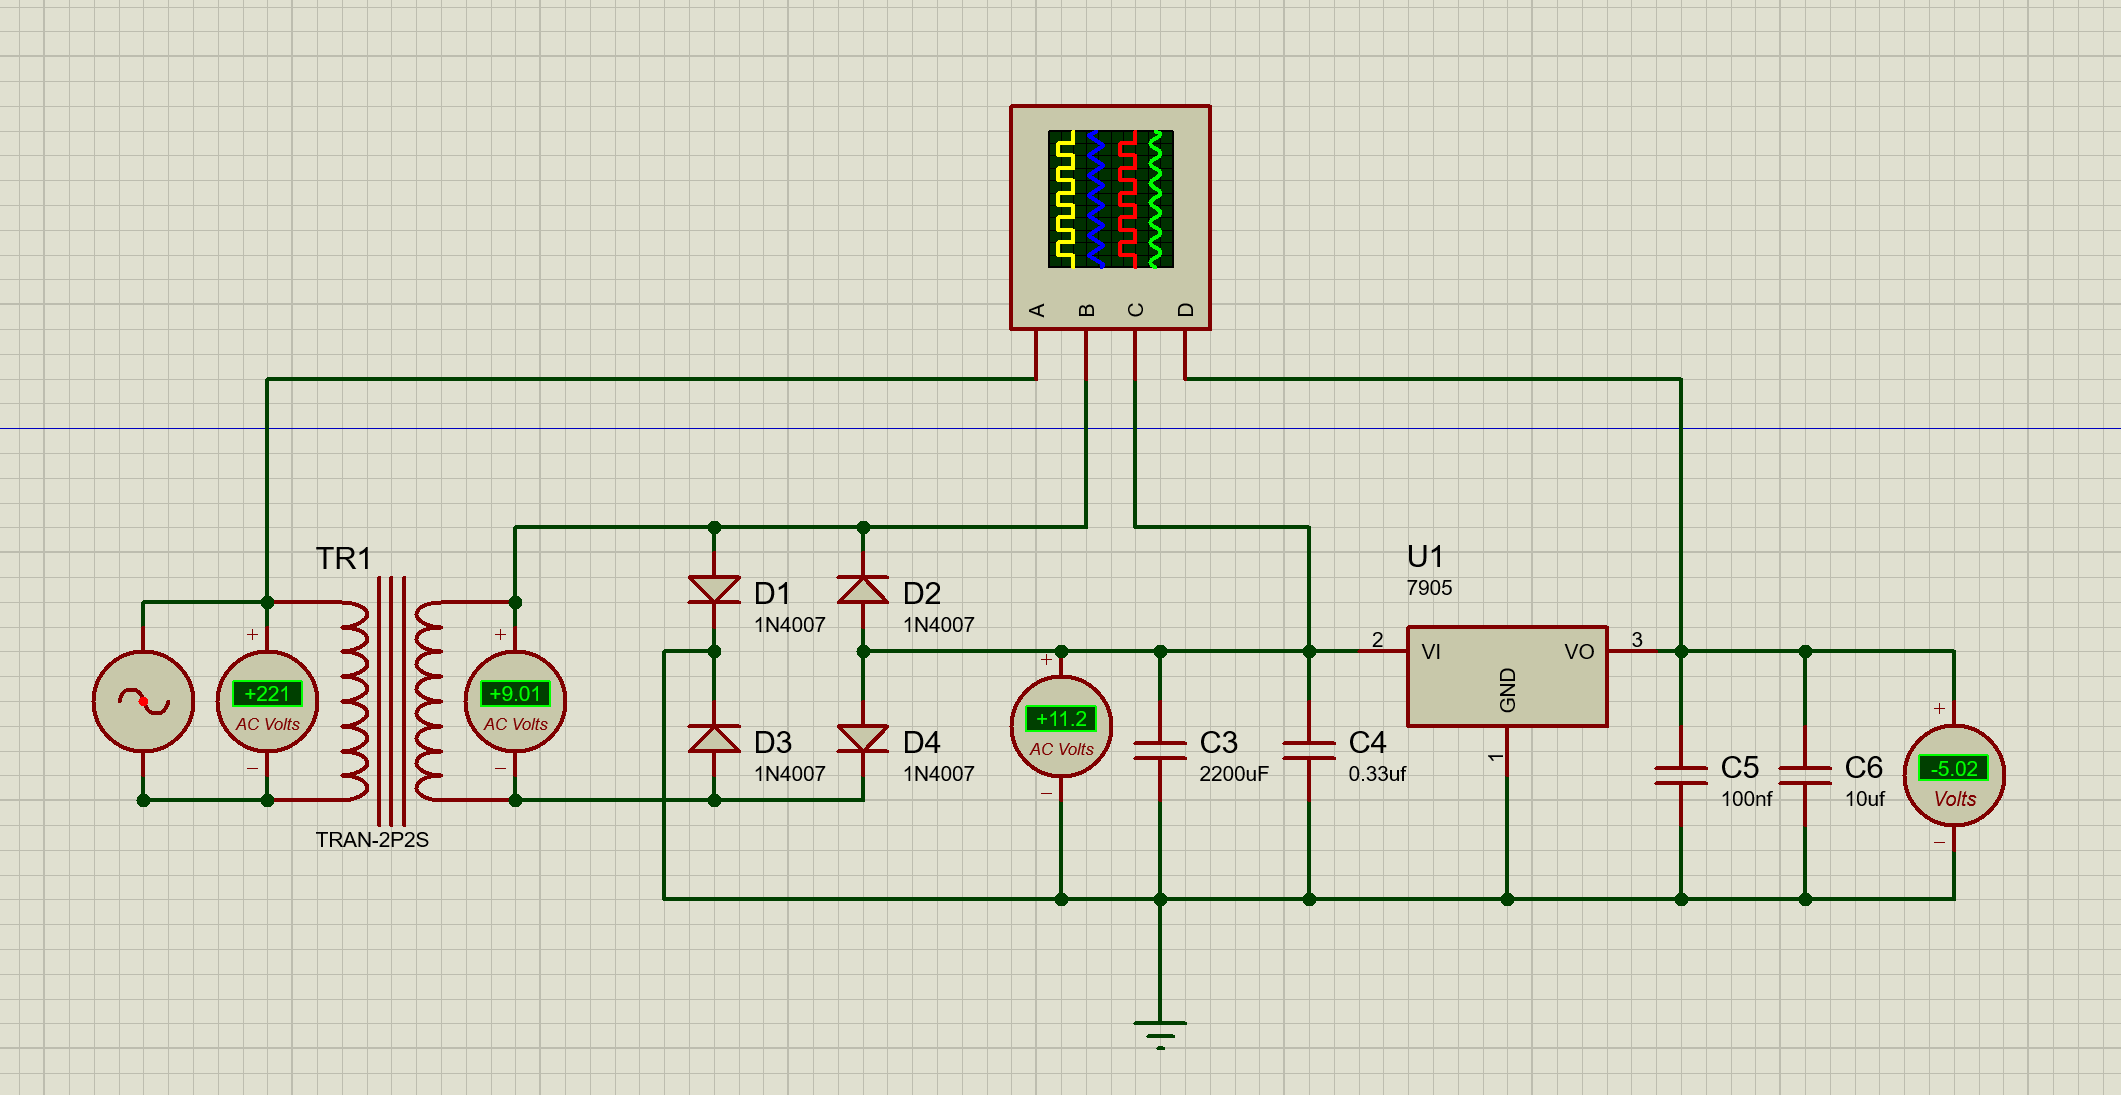 A B C D
TR1
TRAN-2P2S
+
+221
AC Volts
−
+
+9.01
AC Volts
−
D1
1N4007
D2
1N4007
D3
1N4007
D4
1N4007
+
+11.2
AC Volts
−
C3
2200uF
C4
0.33uf
U1
7905
2
VI
VO
3
GND
1
C5
100nf
C6
10uf
+
-5.02
Volts
−